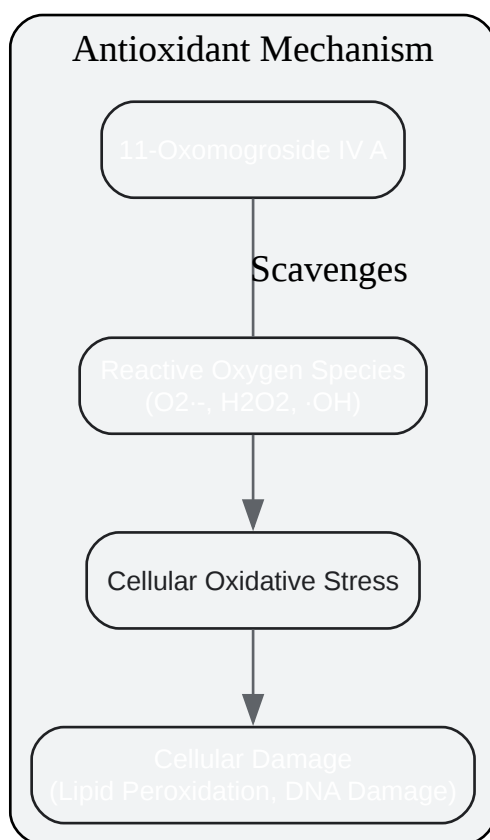 Antioxidant Mechanism
11-Oxomogroside IV A
Scavenges
Reactive Oxygen Species
(O2·-, H2O2, ·OH)
Cellular Oxidative Stress
Cellular Damage
(Lipid Peroxidation, DNA Damage)